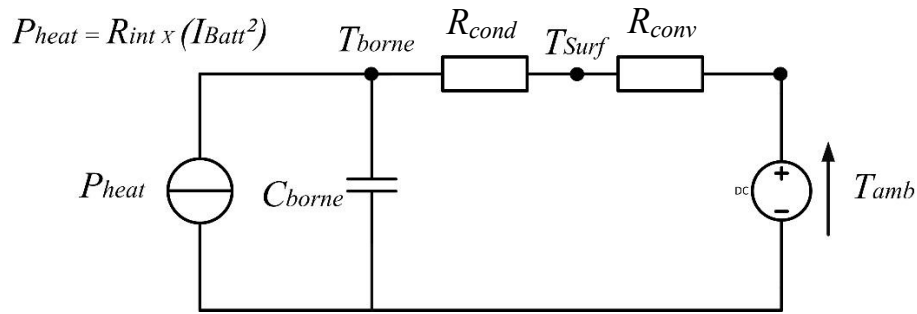 Pheat = Rint x (IBatt²)
Tborne
Rcond
TSurf
Rconv
Pheat
Cborne
DC
+
−
Tamb